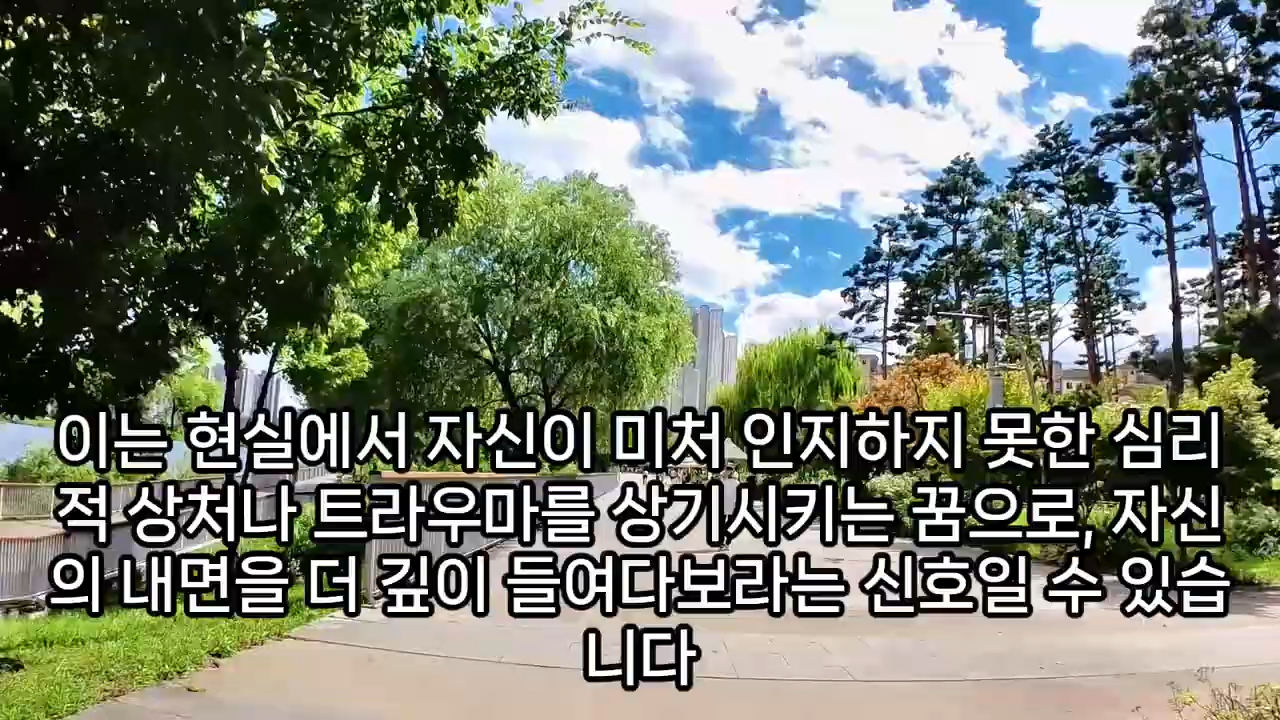 이는 현실에서 자신이 미처 인지하지 못한 심리
적 상처나 트라우마를 상기시키는 꿈으로, 자신
의 내면을 더 깊이 들여다보라는 신호일 수 있습
니다